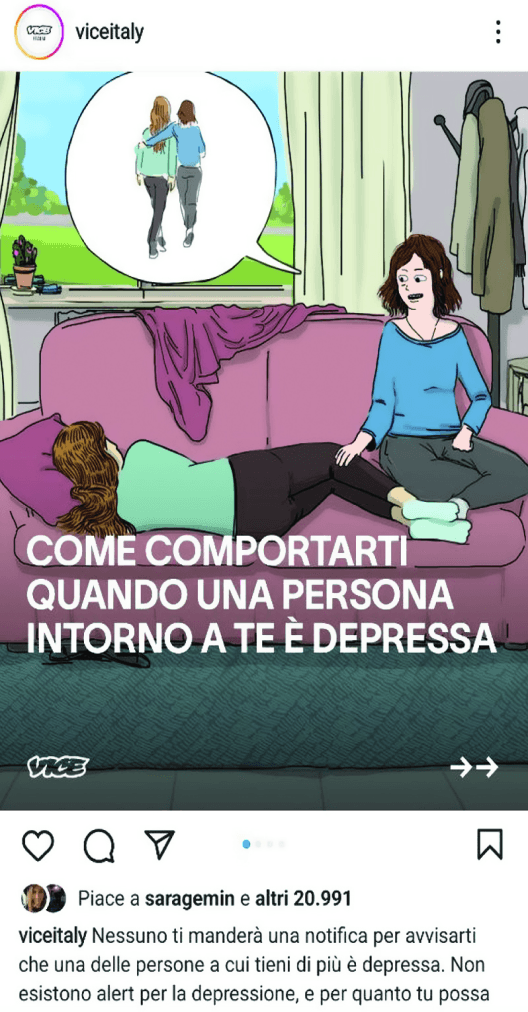 viceitaly
COME COMPORTARTI
QUANDO UNA PERSONA
INTORNO A TE È DEPRESSA
VICE
Piace a saragemin e altri 20.991
viceitaly Nessuno ti manderà una notifica per avvisarti
che una delle persone a cui tieni di più è depressa. Non
esistono alert per la depressione, e per quanto tu possa